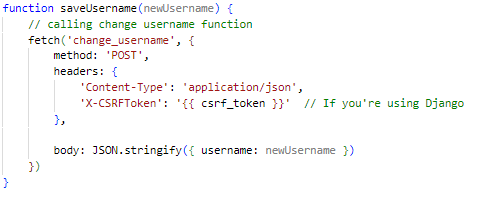 function saveUsername(newUsername) {
    // calling change username function
    fetch('change_username', {
        method: 'POST',
        headers: {
            'Content-Type': 'application/json',
            'X-CSRFToken': '{{ csrf_token }}'  // If you're using Django
        },

        body: JSON.stringify({ username: newUsername })
    })
}